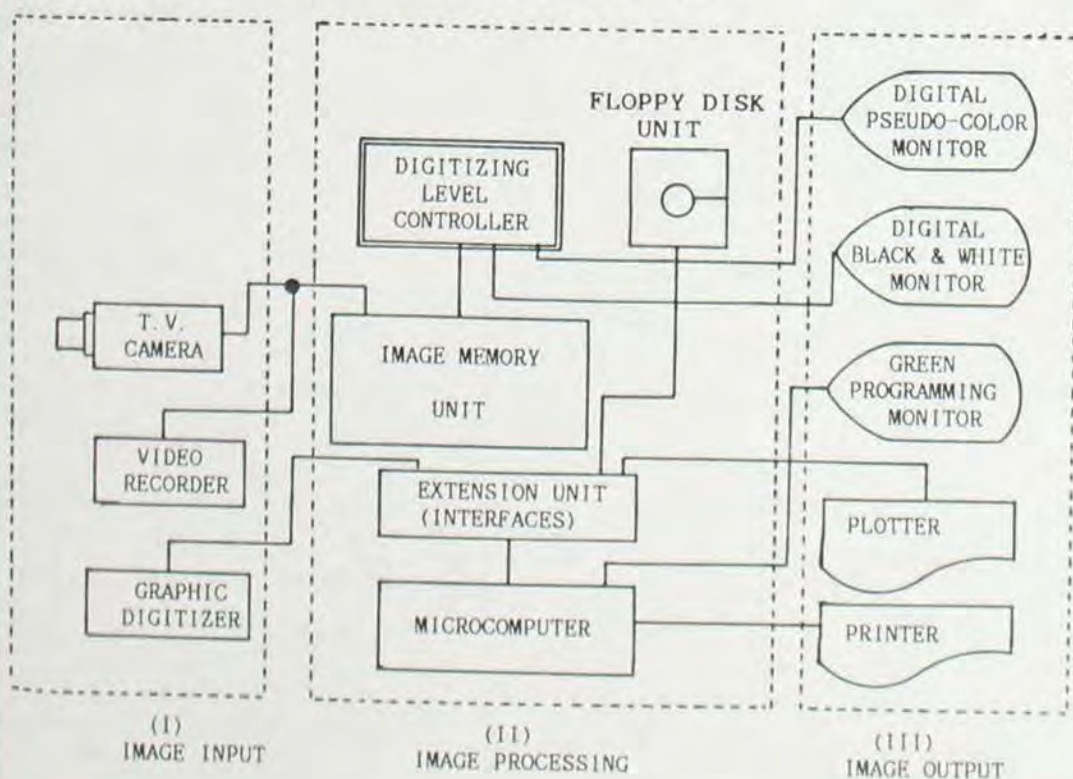 T. V.
CAMERA
VIDEO
RECORDER
GRAPHIC
DIGITIZER
(I)
IMAGE INPUT
FLOPPY DISK
UNIT
DIGITIZING
LEVEL
CONTROLLER
IMAGE MEMORY
UNIT
EXTENSION UNIT
(INTERFACES)
MICROCOMPUTER
(II)
IMAGE PROCESSING
DIGITAL
PSEUDO-COLOR
MONITOR
DIGITAL
BLACK & WHITE
MONITOR
GREEN
PROGRAMMING
MONITOR
PLOTTER
PRINTER
(III)
IMAGE OUTPUT